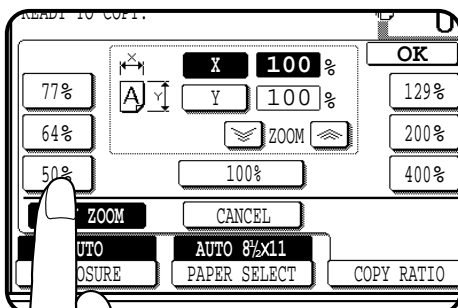 READY TO COPY.
OK
X 100 %
77% A Y 100 % 129%
64% ZOOM 200%
50% 100% 400%
ZOOM CANCEL
AUTO AUTO 8½X11
PAPER SELECT COPY RATIO